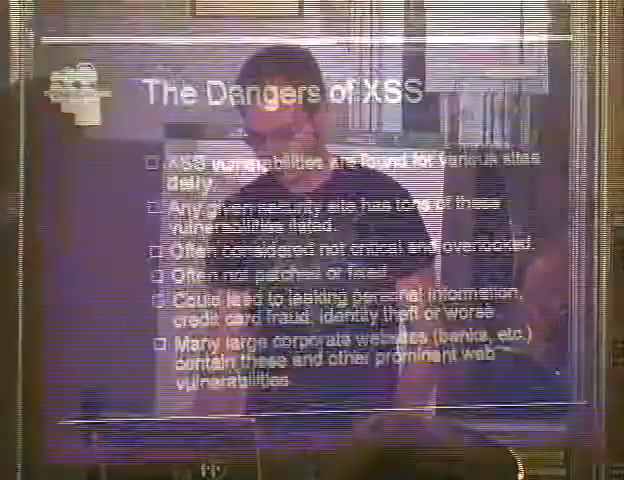 The Dangers of XSS
XSS vulnerabilities are found for various sites
daily.
Any given security site has tons of these
vulnerabilities listed.
Often considered not critical and overlooked.
Often not patched or fixed.
Could lead to leaking personal information,
credit card fraud, identity theft or worse.
Many large corporate websites (banks, etc.)
contain these and other prominent web
vulnerabilities.